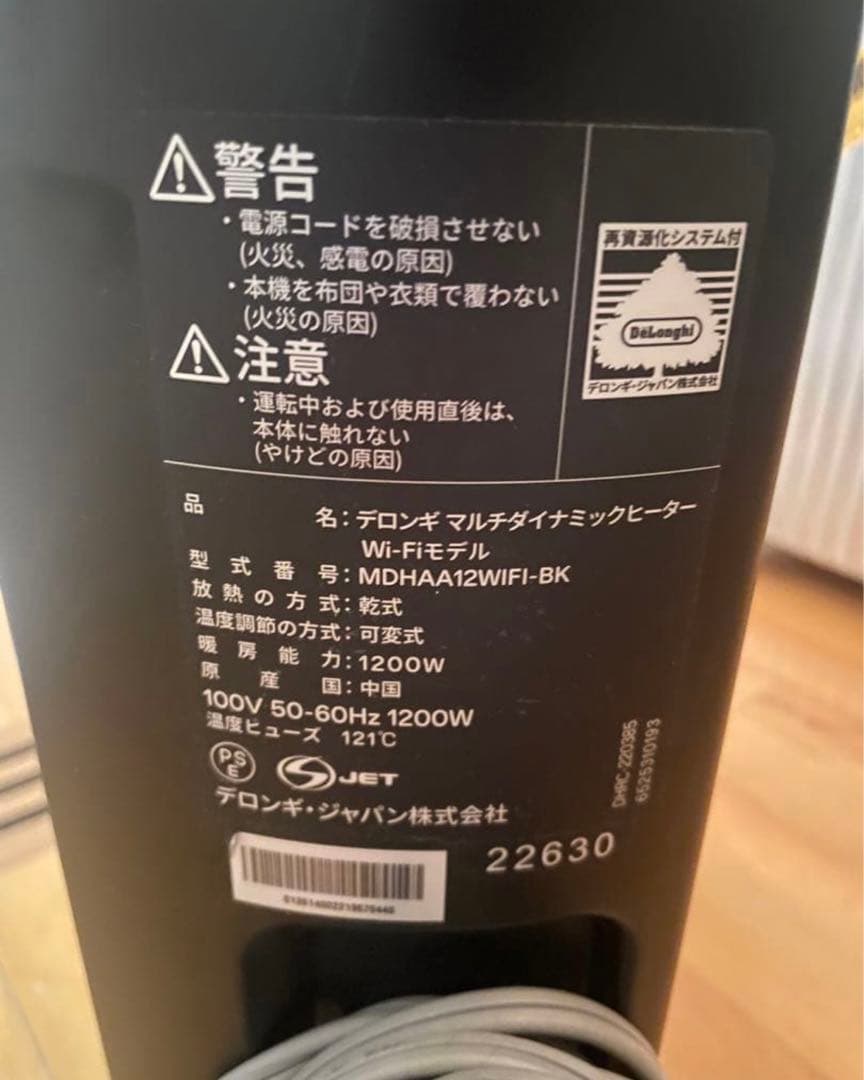 警告
・電源コードを破損させない
(火災、感電の原因)
・本機を布団や衣類で覆わない
(火災の原因)
注意
・運転中および使用直後は、
本体に触れない
(やけどの原因)
再資源化システム付
DeLonghi
デロンギ・ジャパン株式会社
品名：デロンギ マルチダイナミックヒーター
Wi-Fiモデル
型式番号：MDHAA12WIFI-BK
放熱の方式：乾式
温度調節の方式：可変式
暖房能力：1200W
原産国：中国
100V 50-60Hz 1200W
温度ヒューズ 121℃
PSE
JET
デロンギ・ジャパン株式会社
DHRC-220385
6525310193
22630